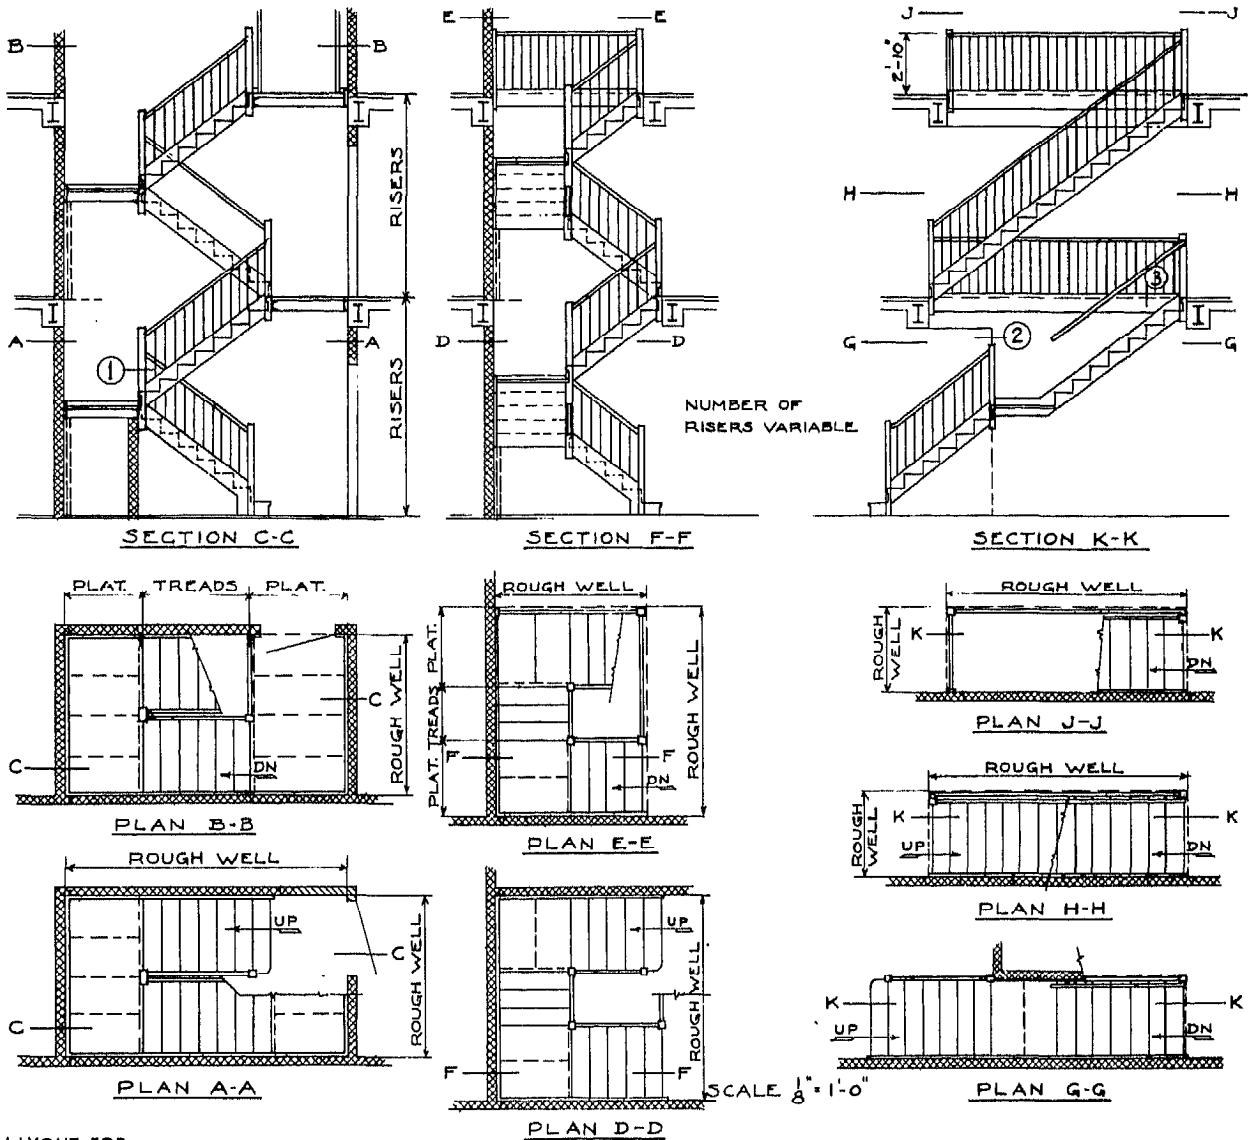 B B
A A
I I
I I
RISERS
RISERS
1
SECTION C-C
E E
D D
I I
I I
NUMBER OF
RISERS VARIABLE
SECTION F-F
J J
2'-10"
I I
H H
I I
3
2
G G
SECTION K-K
PLAT. TREADS PLAT.
ROUGH WELL
C
C
DN
PLAN B-B
ROUGH WELL
PLAT. TREADS PLAT.
ROUGH WELL
F F
DN
PLAN E-E
ROUGH WELL
ROUGH
WELL
K K
DN
PLAN J-J
ROUGH WELL
ROUGH
WELL
K K
UP DN
PLAN H-H
ROUGH WELL
UP
C
C
ROUGH WELL
PLAN A-A
UP
ROUGH WELL
F F
PLAN D-D
SCALE 1/8" = 1'-0"
K K
UP DN
PLAN G-G